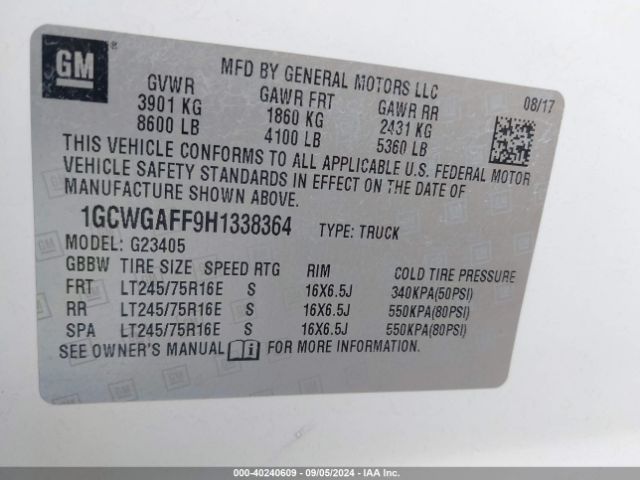 GM ®
MFD BY GENERAL MOTORS LLC
08/17
GVWR GAWR FRT GAWR RR
3901 KG 1860 KG 2431 KG
8600 LB 4100 LB 5360 LB
THIS VEHICLE CONFORMS TO ALL APPLICABLE U.S. FEDERAL MOTOR
VEHICLE SAFETY STANDARDS IN EFFECT ON THE DATE OF
MANUFACTURE SHOWN ABOVE.
1GCWGAFF9H1338364 TYPE: TRUCK
MODEL: G23405
GBBW TIRE SIZE SPEED RTG RIM COLD TIRE PRESSURE
FRT LT245/75R16E S 16X6.5J 340KPA(50PSI)
RR LT245/75R16E S 16X6.5J 550KPA(80PSI)
SPA LT245/75R16E S 16X6.5J 550KPA(80PSI)
SEE OWNER'S MANUAL i FOR MORE INFORMATION.
000-40240609 - 09/05/2024 - IAA Inc.